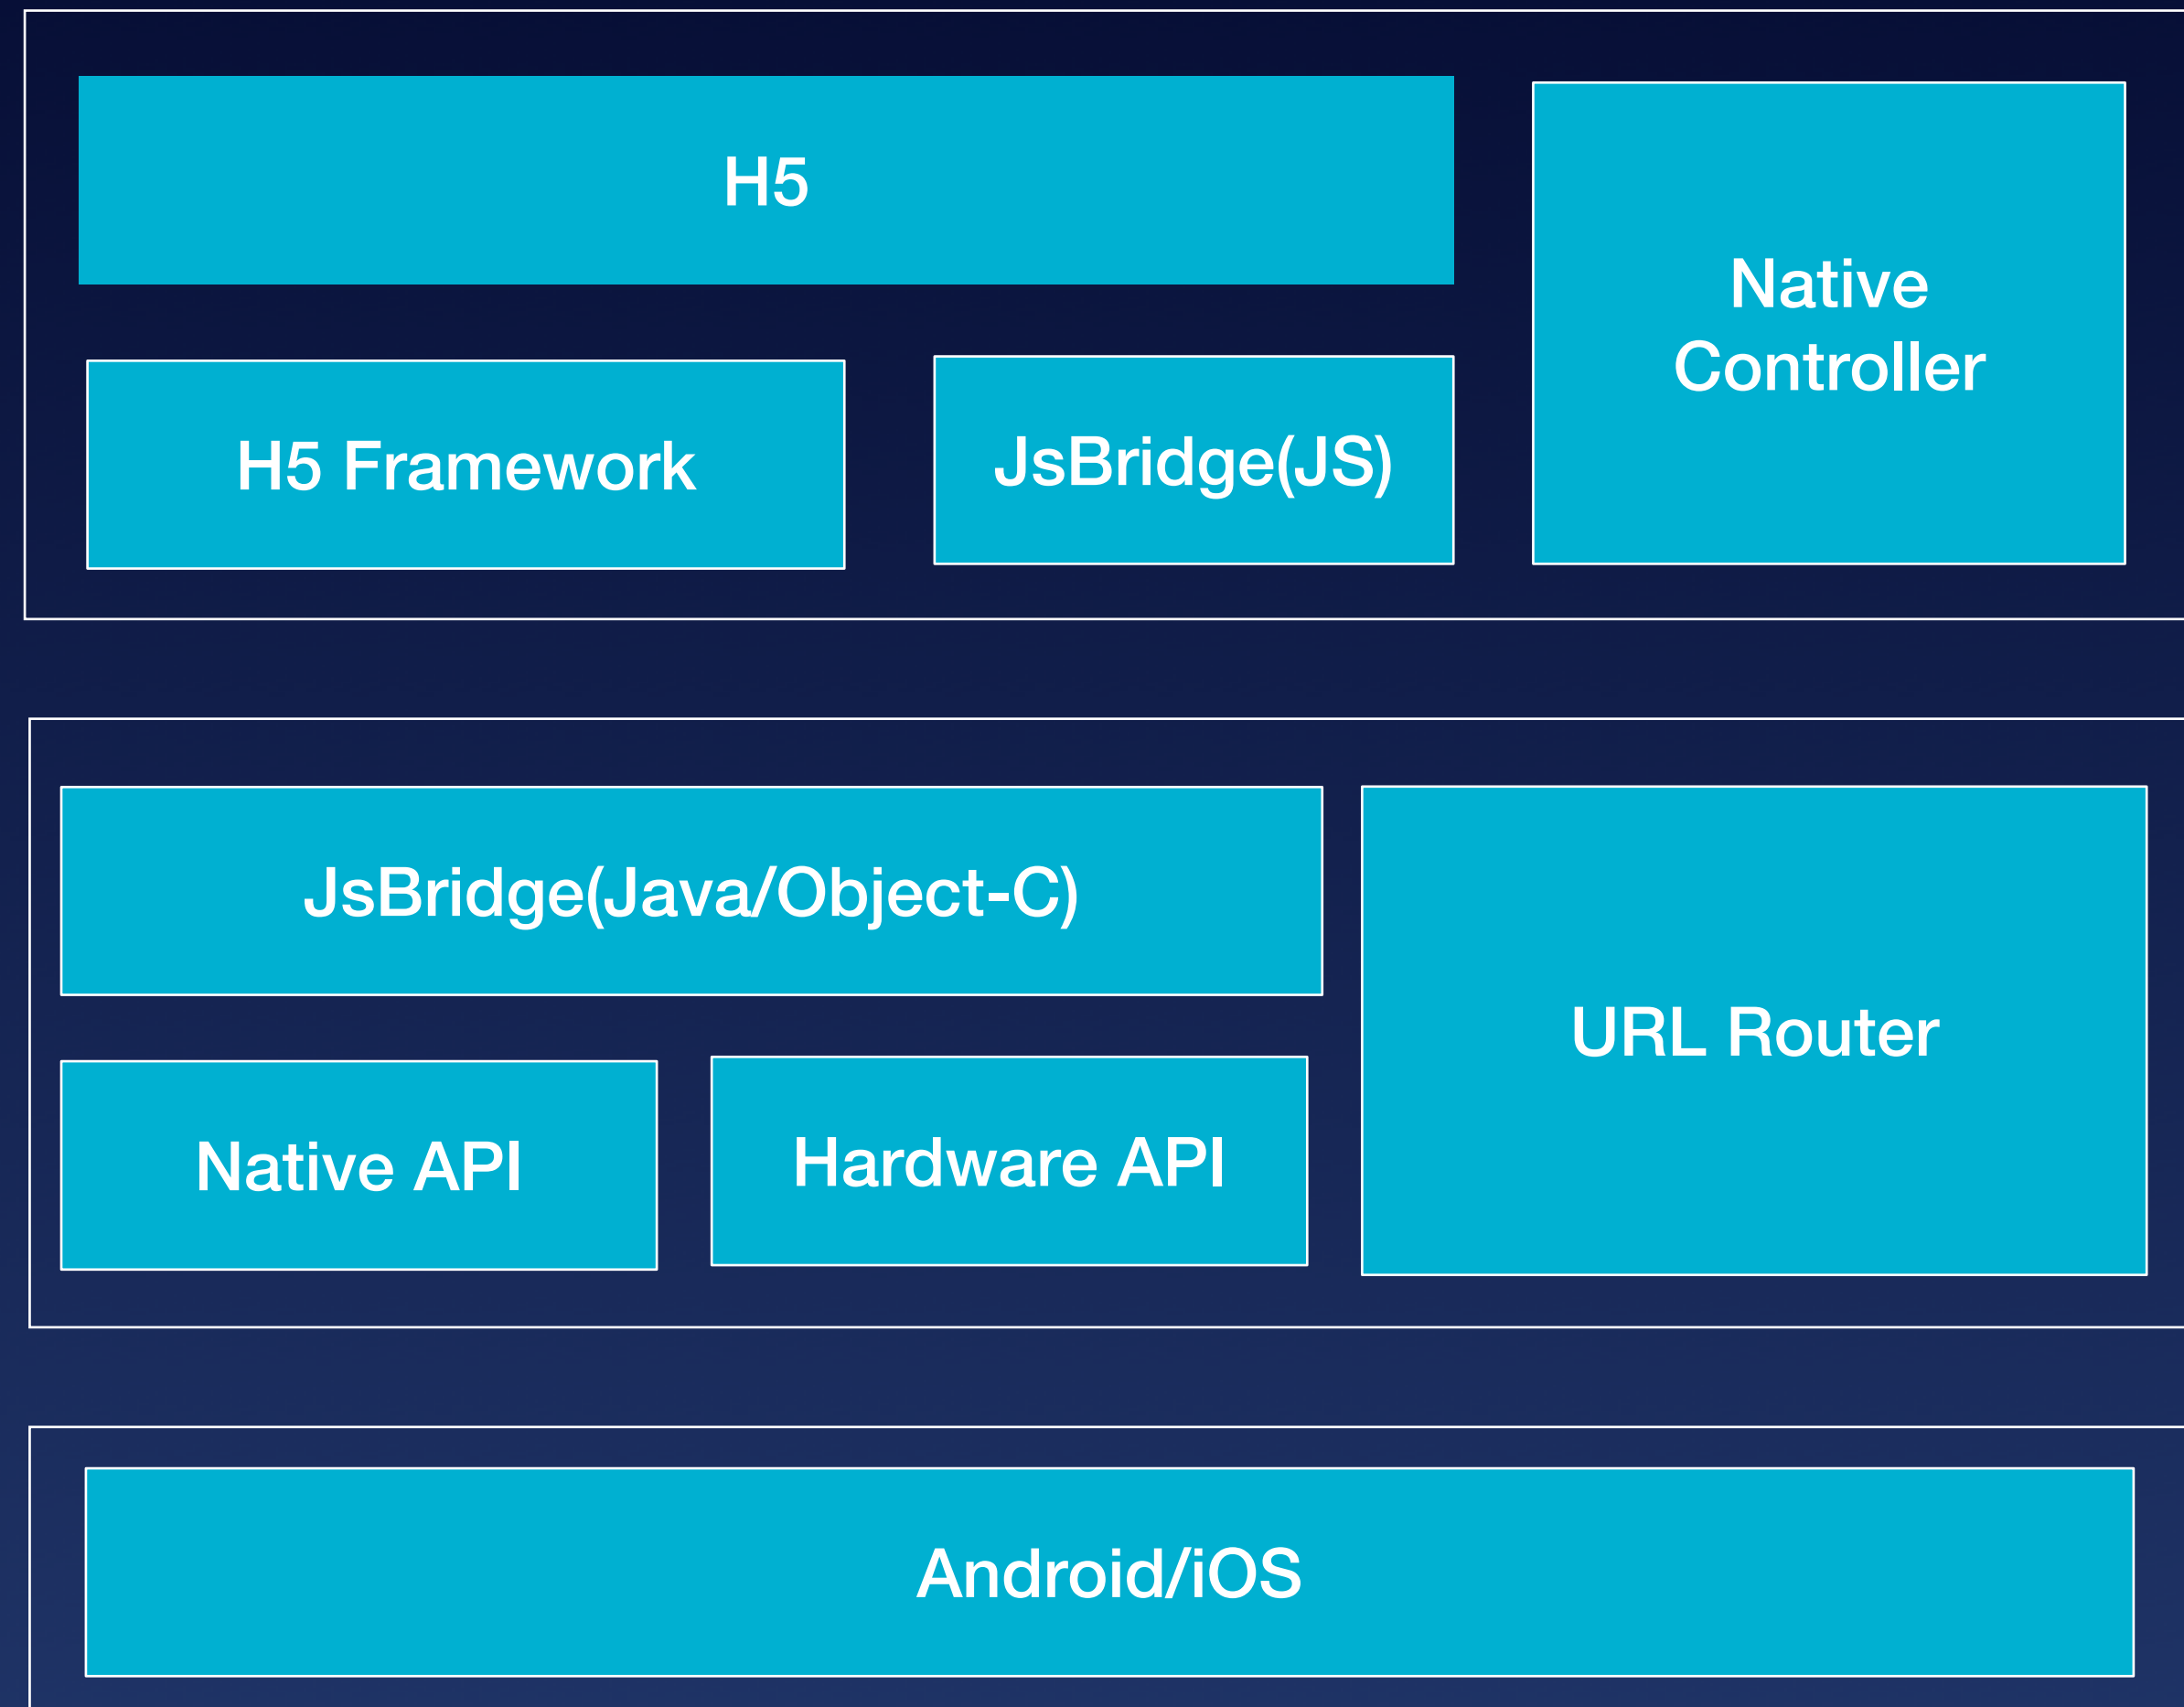 H5
Native
Controller
H5 Framework
JsBridge(JS)
JsBridge(Java/Object-C)
URL Router
Native API
Hardware API
Android/iOS